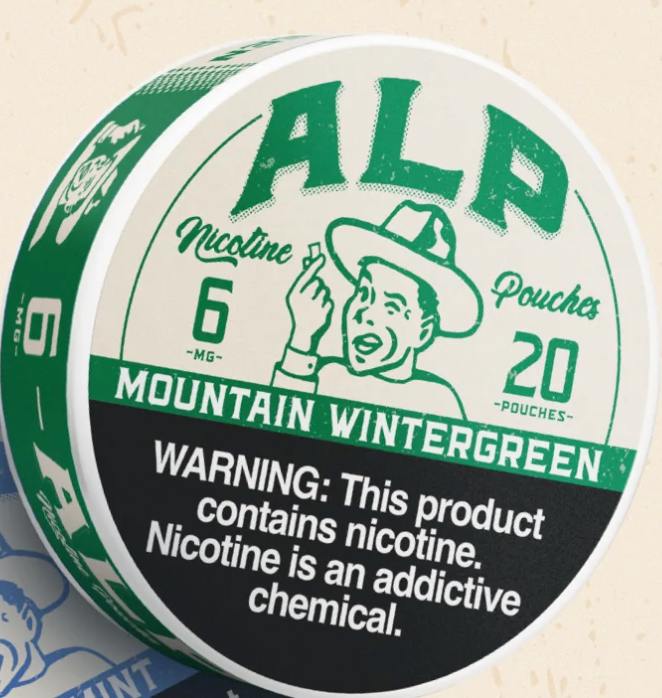 ALP
Nicotine
6
-MG-
Pouches
20
-POUCHES-
MOUNTAIN WINTERGREEN
WARNING: This product
contains nicotine.
Nicotine is an addictive
chemical.
6
-MG-